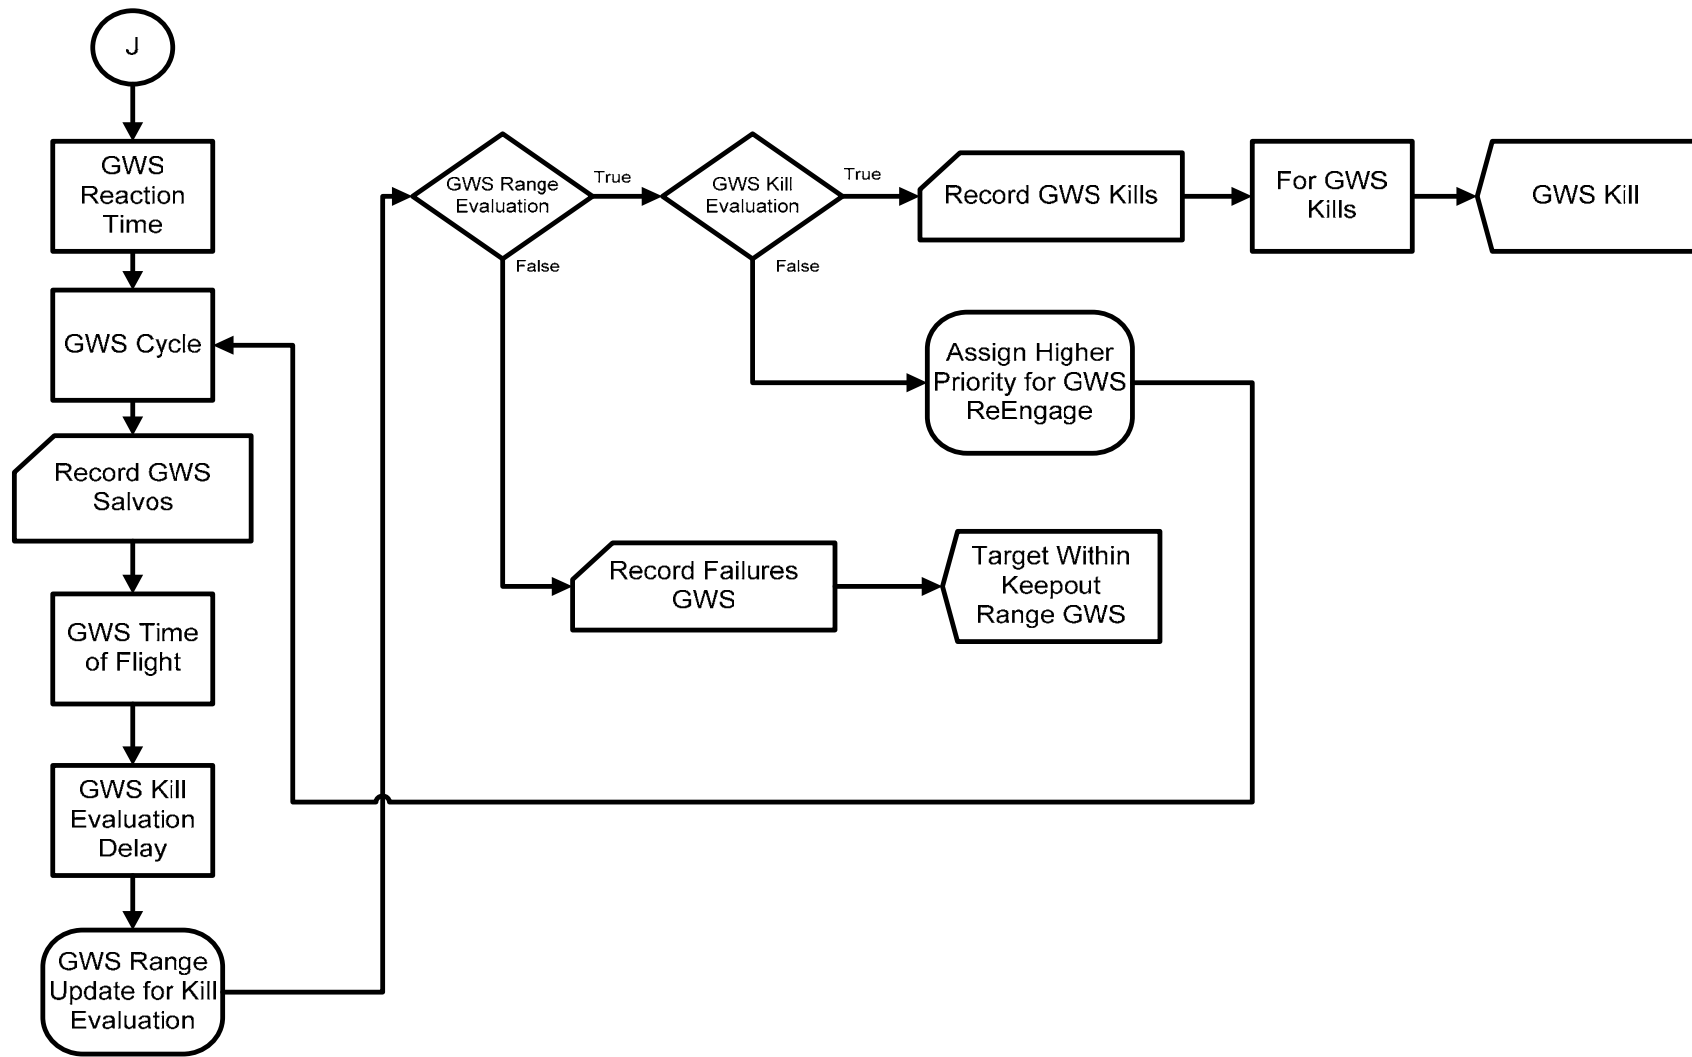 J
GWS
Reaction
Time
GWS Cycle
Record GWS
Salvos
GWS Time
of Flight
GWS Kill
Evaluation
Delay
GWS Range
Update for Kill
Evaluation
GWS Range
Evaluation
True
False
GWS Kill
Evaluation
True
False
Record GWS Kills
For GWS
Kills
GWS Kill
Assign Higher
Priority for GWS
ReEngage
Record Failures
GWS
Target Within
Keepout
Range GWS